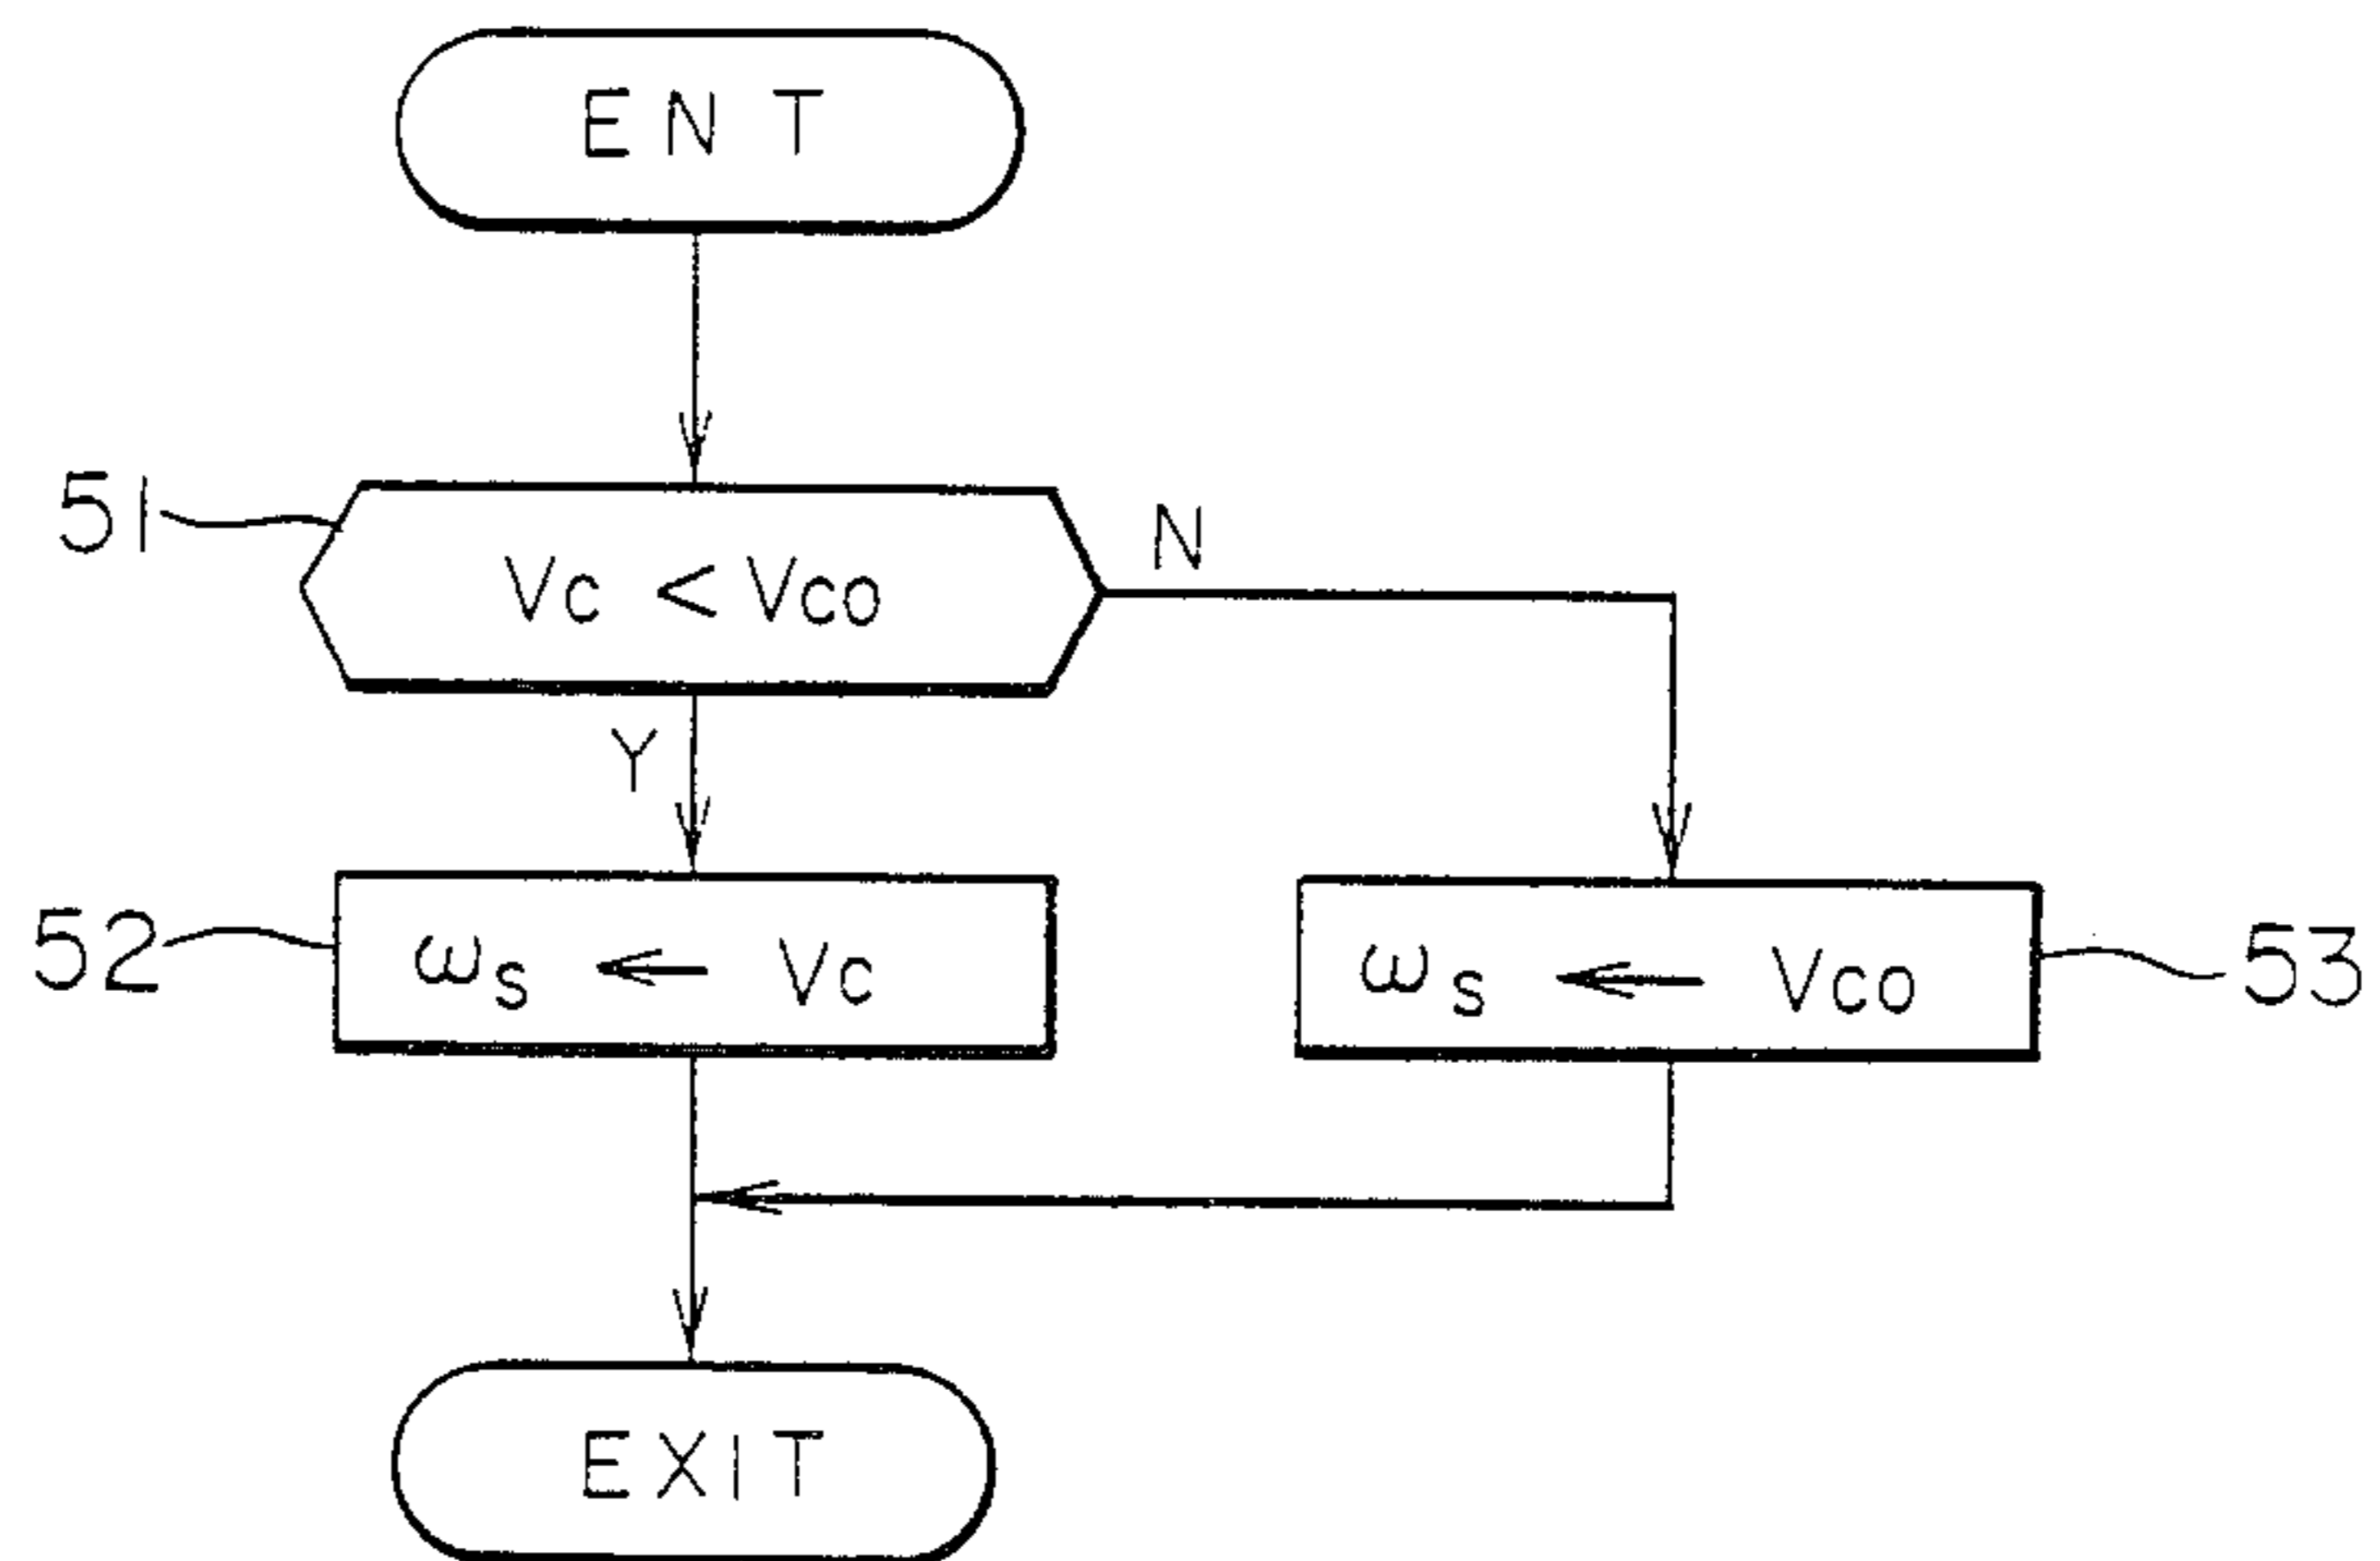 ENT
51
Vc < Vco
N
Y
52
ωs ← Vc
ωs ← Vco
53
EXIT